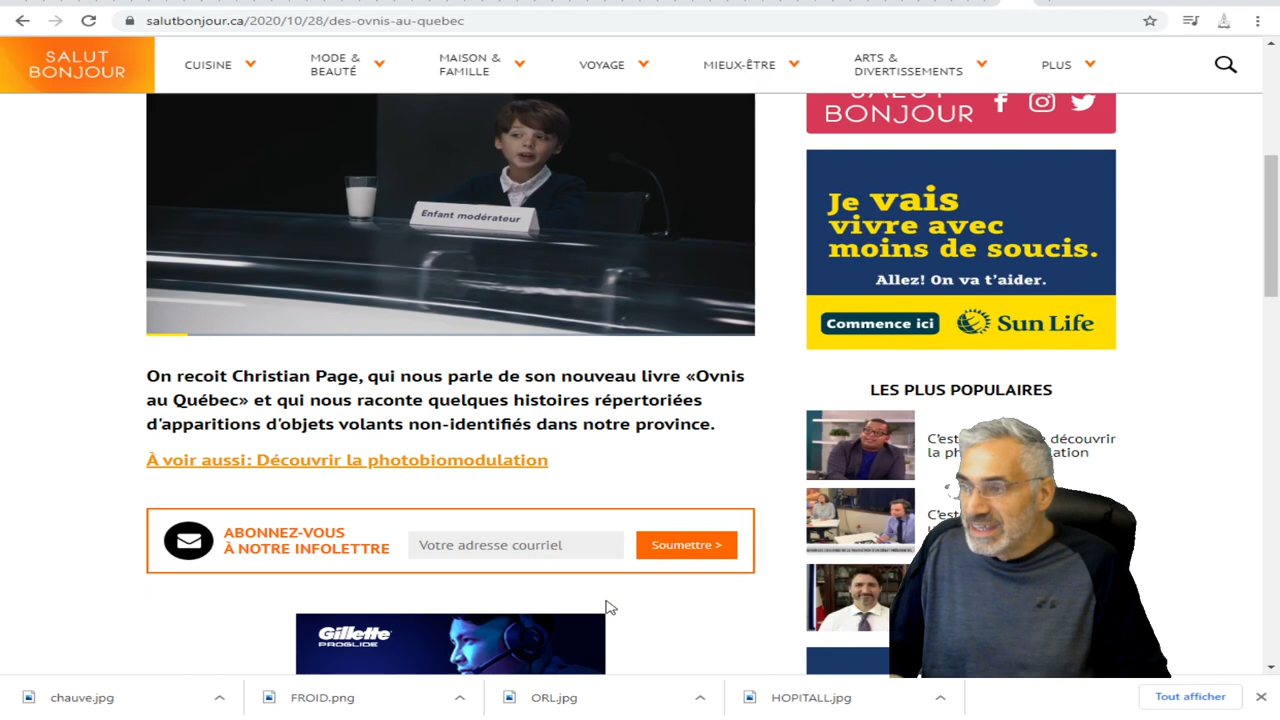 salutbonjour.ca/2020/10/28/des-ovnis-au-quebec
SALUT
BONJOUR
CUISINE
MODE &
BEAUTÉ
MAISON &
FAMILLE
VOYAGE
MIEUX-ÊTRE
ARTS &
DIVERTISSEMENTS
PLUS
Enfant modérateur
On recoit Christian Page, qui nous parle de son nouveau livre «Ovnis
au Québec» et qui nous raconte quelques histoires répertoriées
d'apparitions d'objets volants non-identifiés dans notre province.
À voir aussi: Découvrir la photobiomodulation
ABONNEZ-VOUS
À NOTRE INFOLETTRE
Votre adresse courriel
Soumettre >
Gillette
PROGLIDE
SALUT
BONJOUR
Je vais
vivre avec
moins de soucis.
Allez! On va t'aider.
Commence ici
Sun Life
LES PLUS POPULAIRES
C'est découvrir
la
C'est
chauve.jpg
FROID.png
ORL.jpg
HOPITALL.jpg
Tout afficher